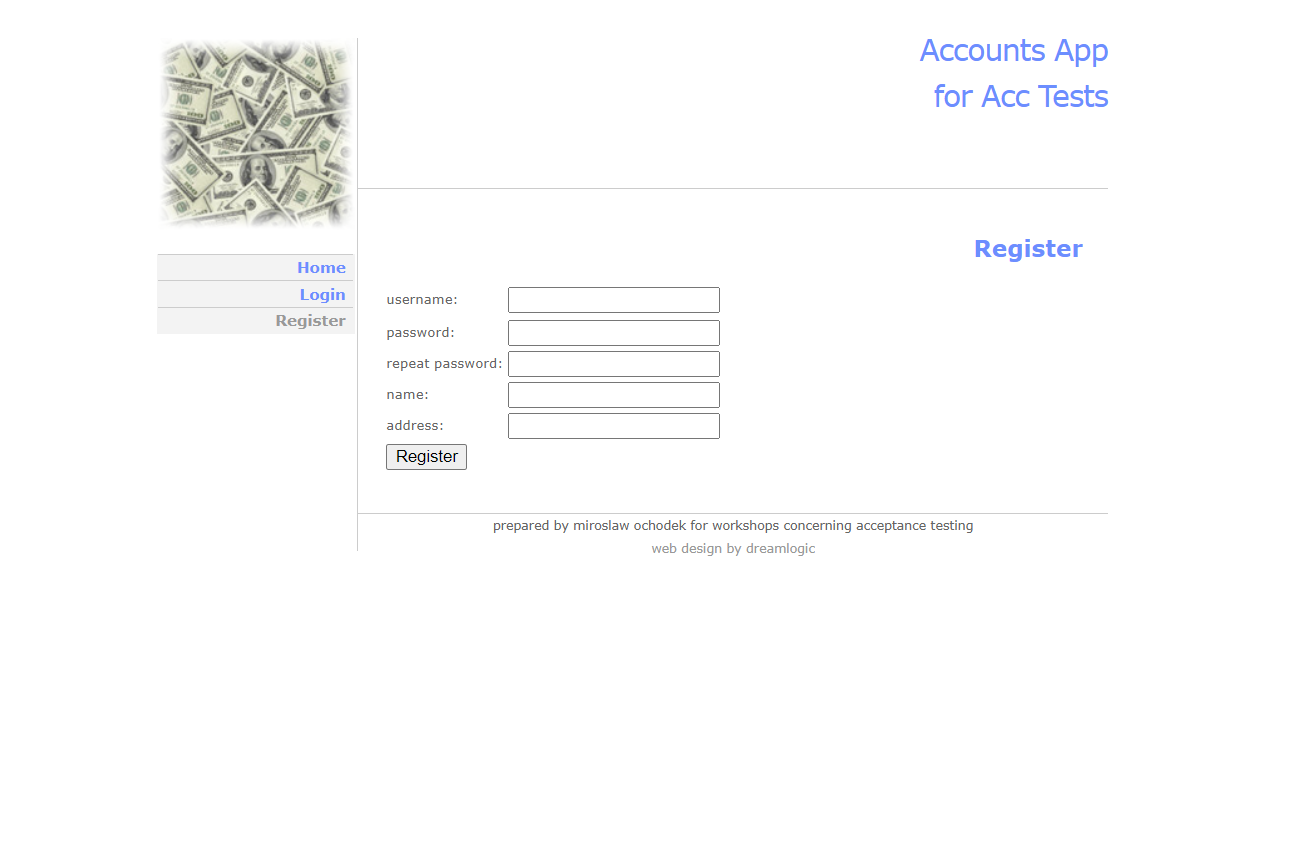 Accounts App
for Acc Tests
Home
Login
Register
Register
username:
password:
repeat password:
name:
address:
Register
prepared by miroslaw ochodek for workshops concerning acceptance testing
web design by dreamlogic